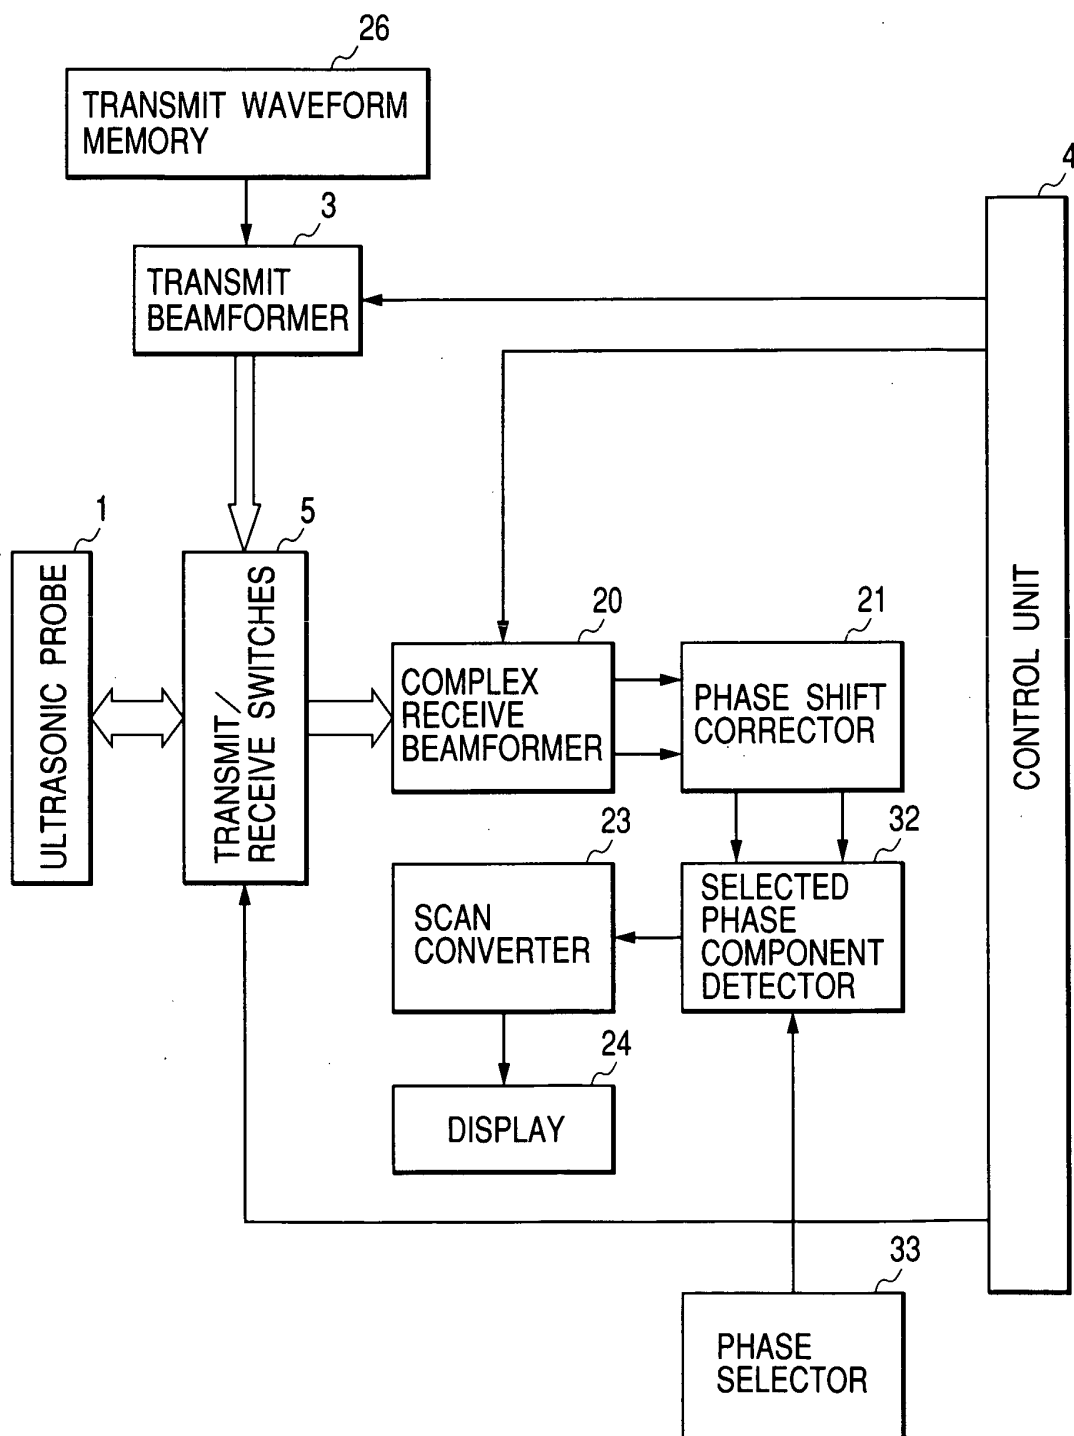 26
TRANSMIT WAVEFORM
MEMORY
4
3
TRANSMIT
BEAMFORMER
1
5
ULTRASONIC PROBE
TRANSMIT/
RECEIVE SWITCHES
20
COMPLEX
RECEIVE
BEAMFORMER
21
PHASE SHIFT
CORRECTOR
CONTROL UNIT
23
SCAN
CONVERTER
32
SELECTED
PHASE
COMPONENT
DETECTOR
24
DISPLAY
33
PHASE
SELECTOR